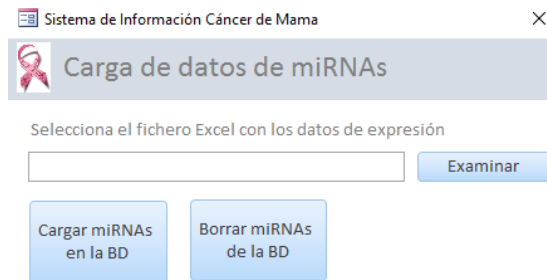 Sistema de Información Cáncer de Mama
Carga de datos de miRNAs
Selecciona el fichero Excel con los datos de expresión
Examinar
Cargar miRNAs
en la BD
Borrar miRNAs
de la BD